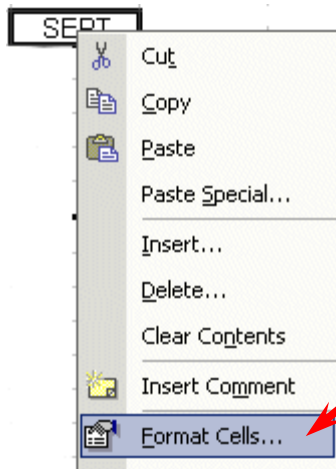 SEPT
Cut
Copy
Paste
Paste Special...
Insert...
Delete...
Clear Contents
Insert Comment
Format Cells...